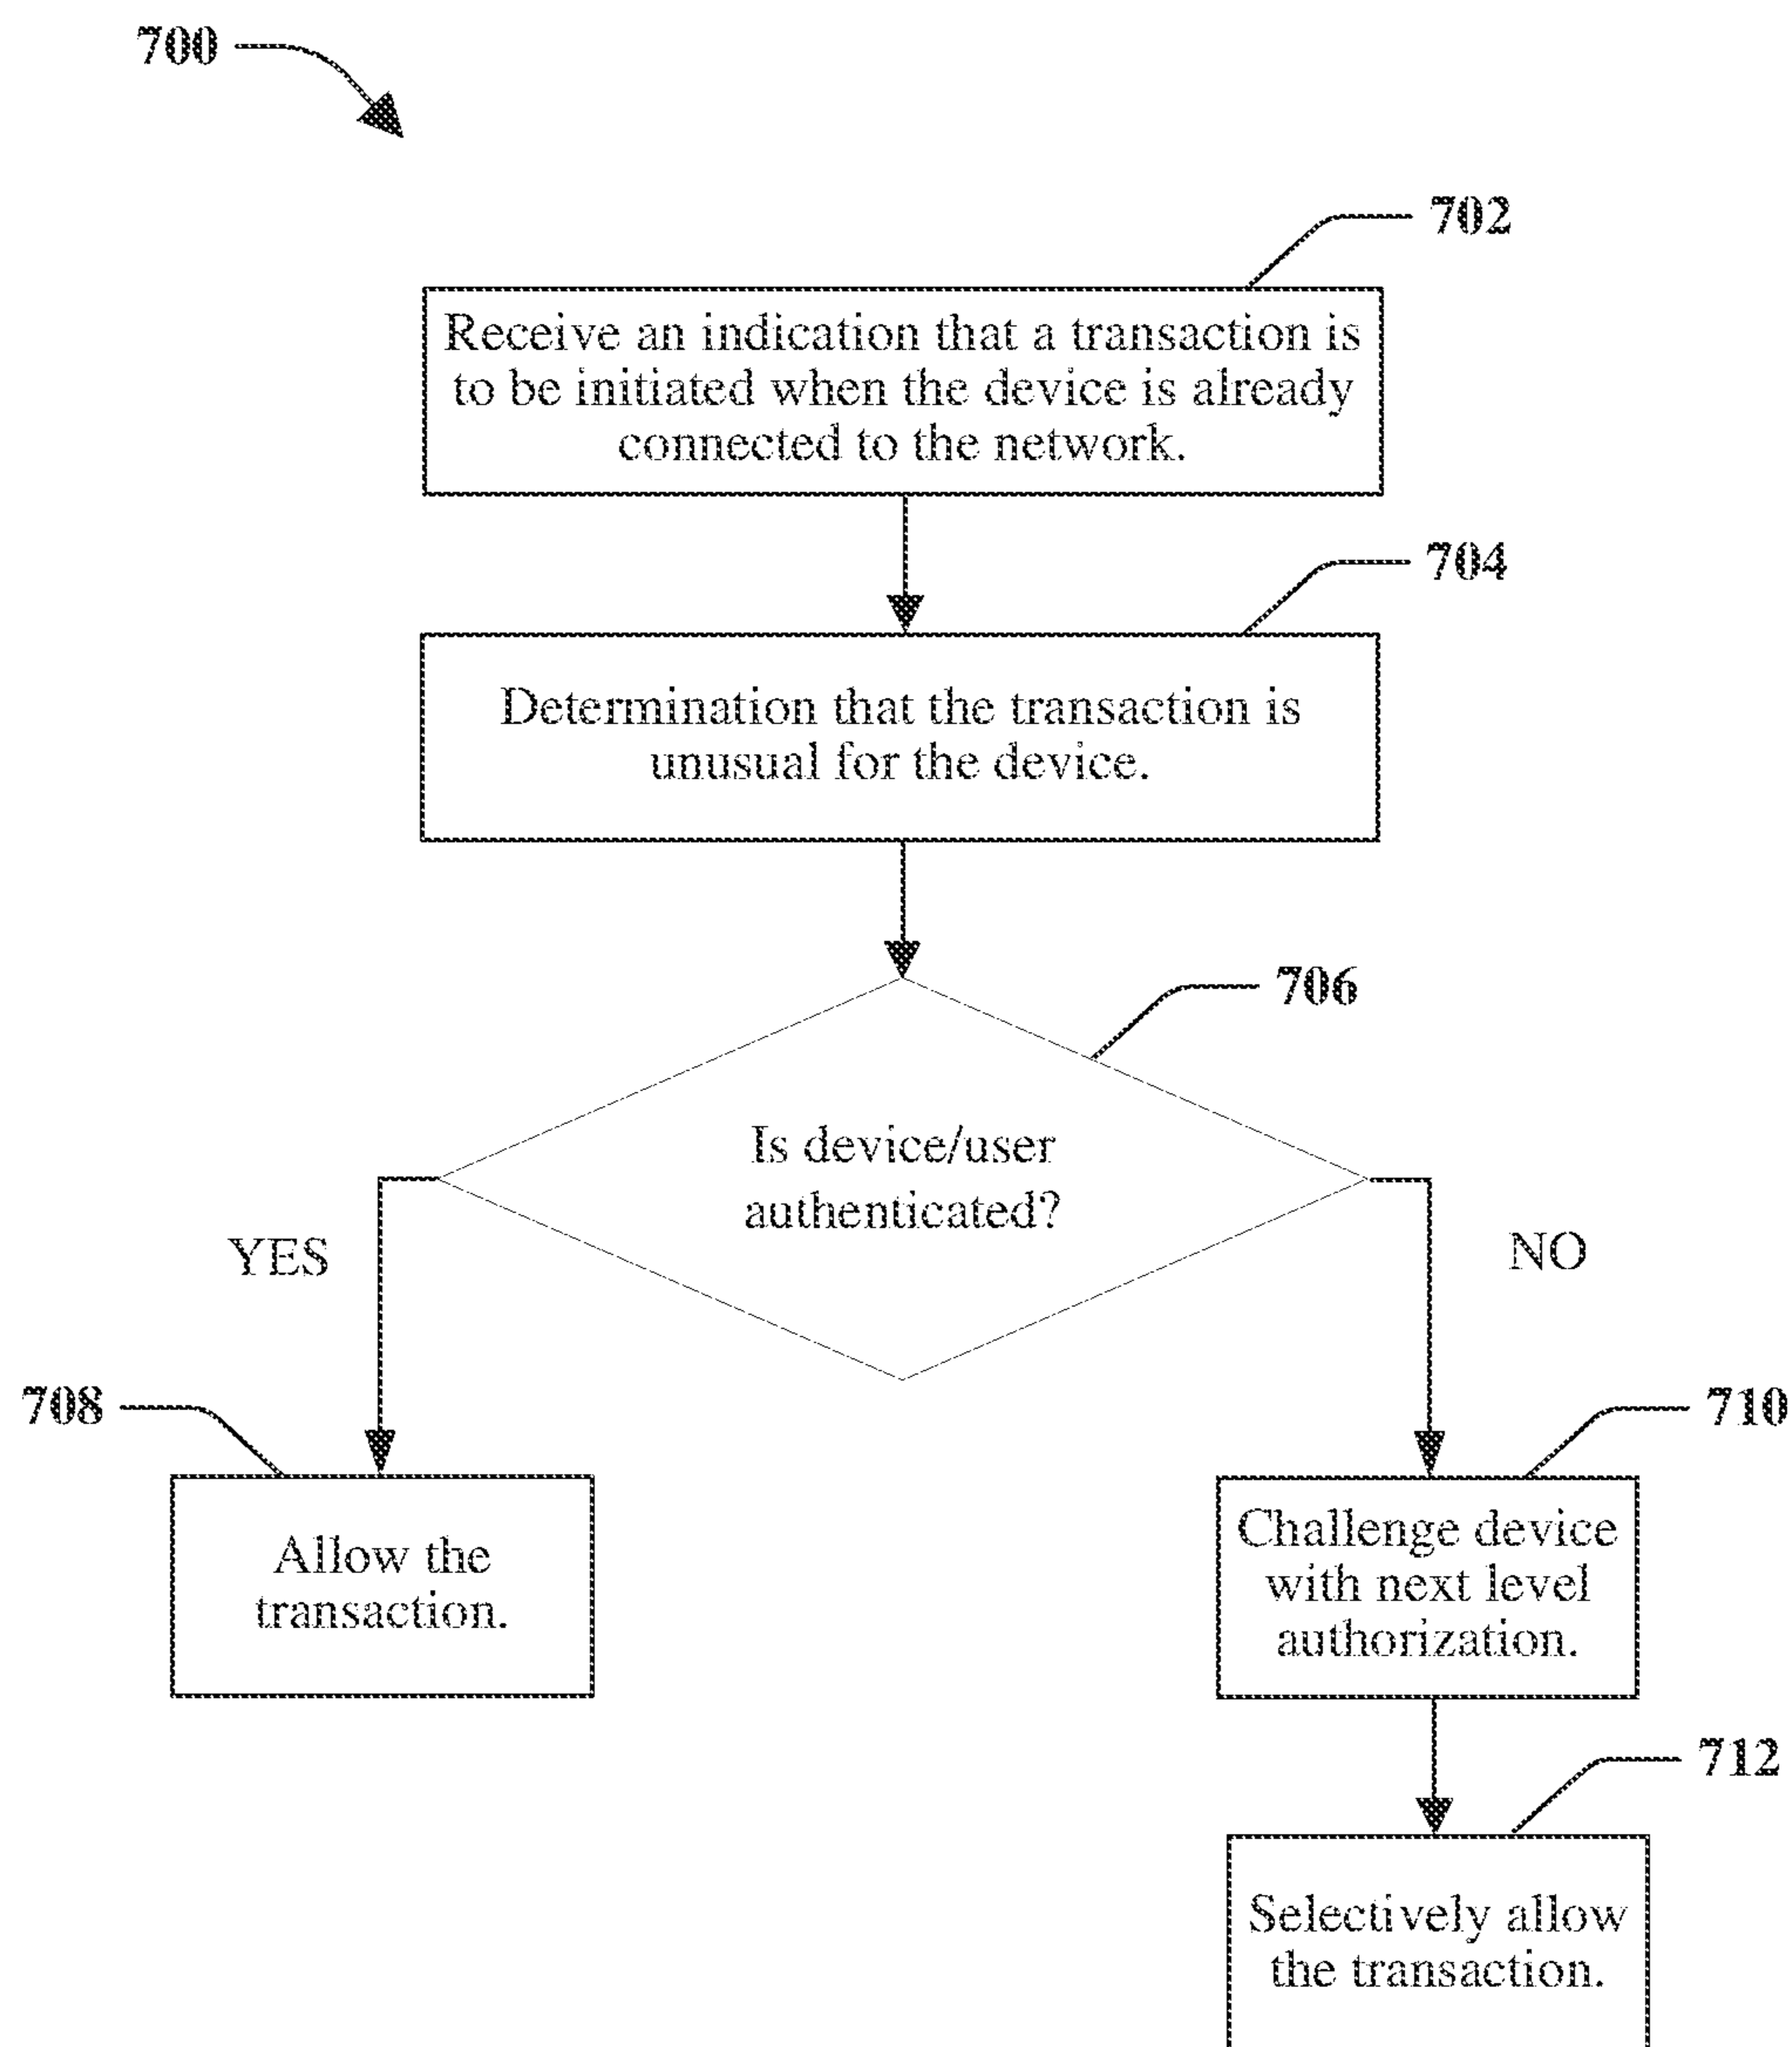 700
702
Receive an indication that a transaction is
to be initiated when the device is already
connected to the network.
704
Determination that the transaction is
unusual for the device.
706
Is device/user
authenticated?
YES
NO
708
710
Allow the
transaction.
Challenge device
with next level
authorization.
712
Selectively allow
the transaction.